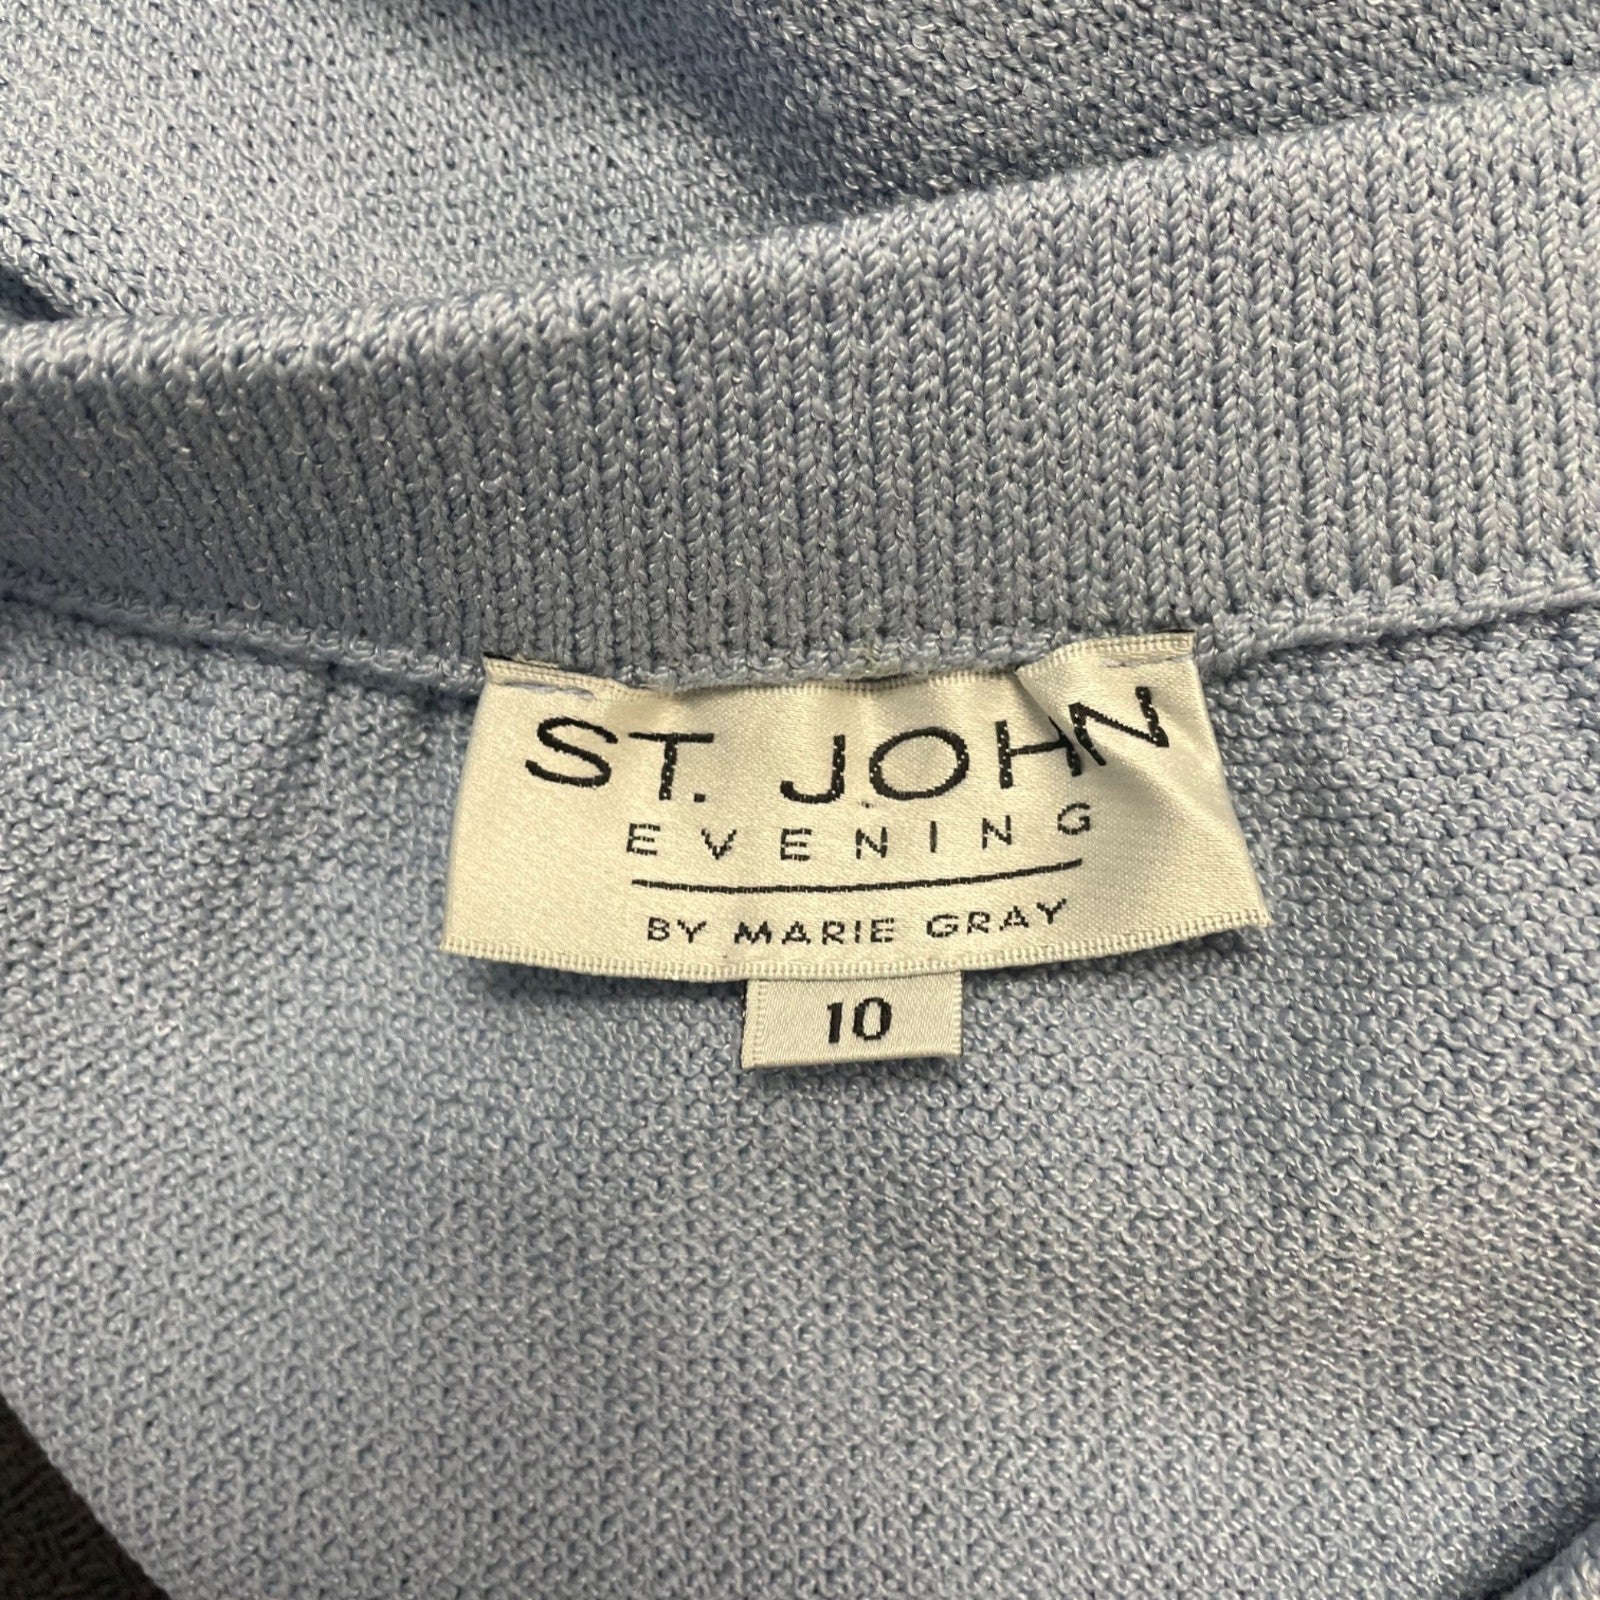 ST. JOHN
EVENING
BY MARIE GRAY
10